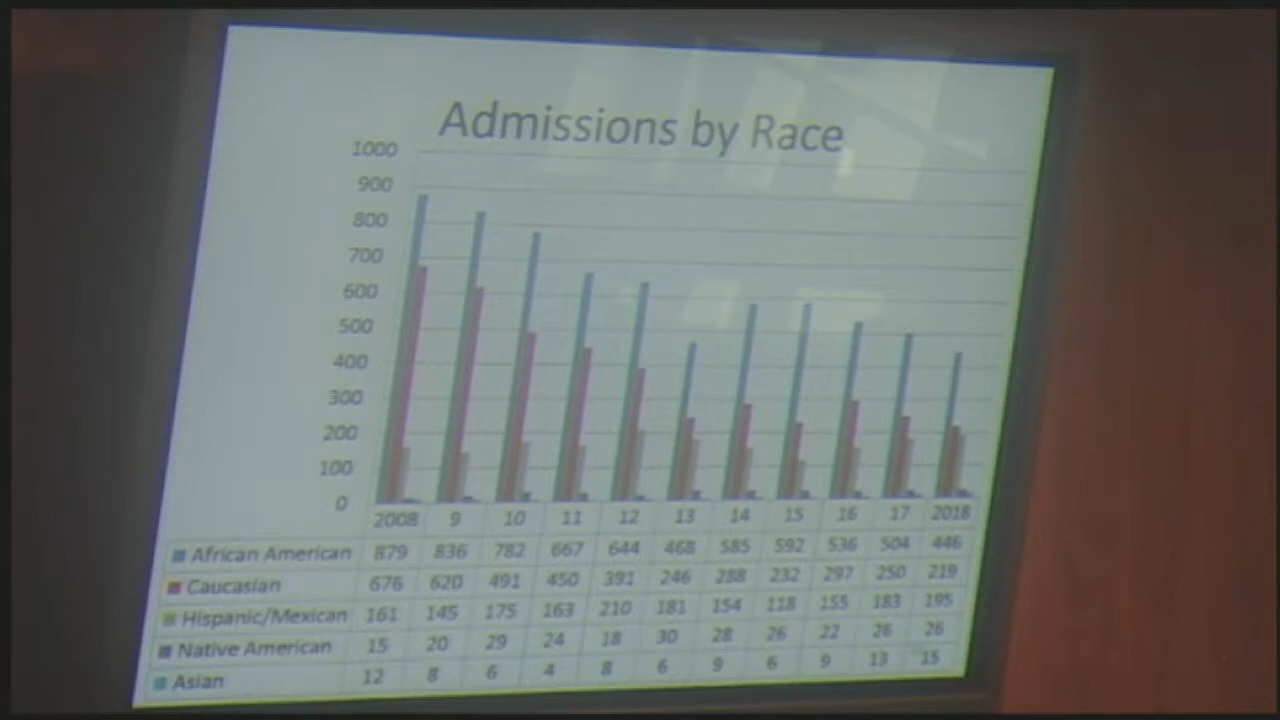 Admissions by Race
1000
900
800
700
600
500
400
300
200
100
0
2008 9 10 11 12 13 14 15 16 17 2018
African American 879 836 782 667 644 468 585 592 536 504 446
Caucasian 676 620 491 450 391 246 288 232 297 250 219
Hispanic/Mexican 161 145 175 163 210 181 154 118 155 183 195
Native American 15 20 29 24 18 30 28 26 22 26 26
Asian 12 8 6 4 8 6 9 6 9 13 15